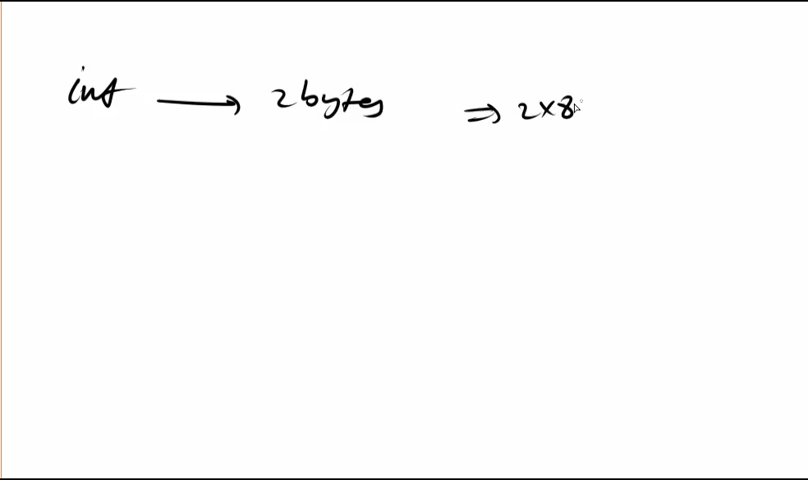 int → 2 bytes ⇒ 2×8